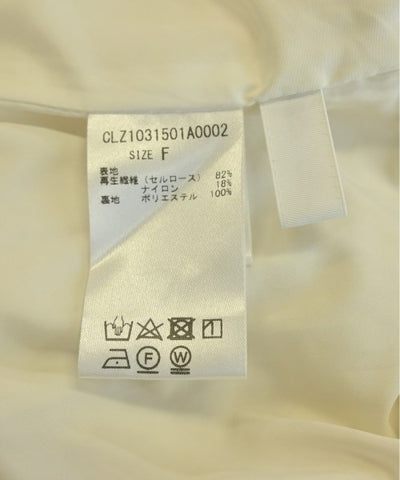 CLZ1031501A0002
SIZE F
表地
再生繊維 (セルロース) 82%
ナイロン 18%
裏地 ポリエステル 100%
F W